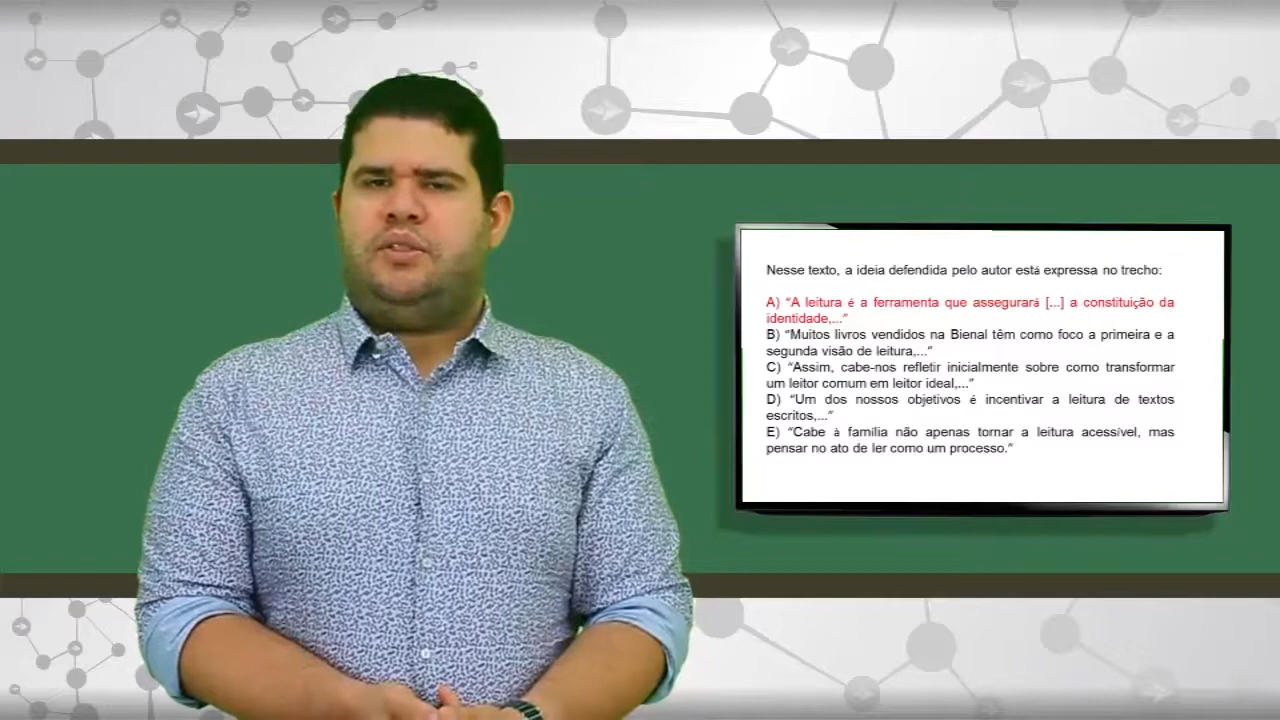 Nesse texto, a ideia defendida pelo autor está expressa no trecho:
A) “A leitura é a ferramenta que assegurará [...] a constituição da
identidade,...”
B) “Muitos livros vendidos na Bienal têm como foco a primeira e a
segunda visão de leitura,...”
C) “Assim, cabe-nos refletir inicialmente sobre como transformar
um leitor comum em leitor ideal,...”
D) “Um dos nossos objetivos é incentivar a leitura de textos
escritos,...”
E) “Cabe à família não apenas tornar a leitura acessível, mas
pensar no ato de ler como um processo.”